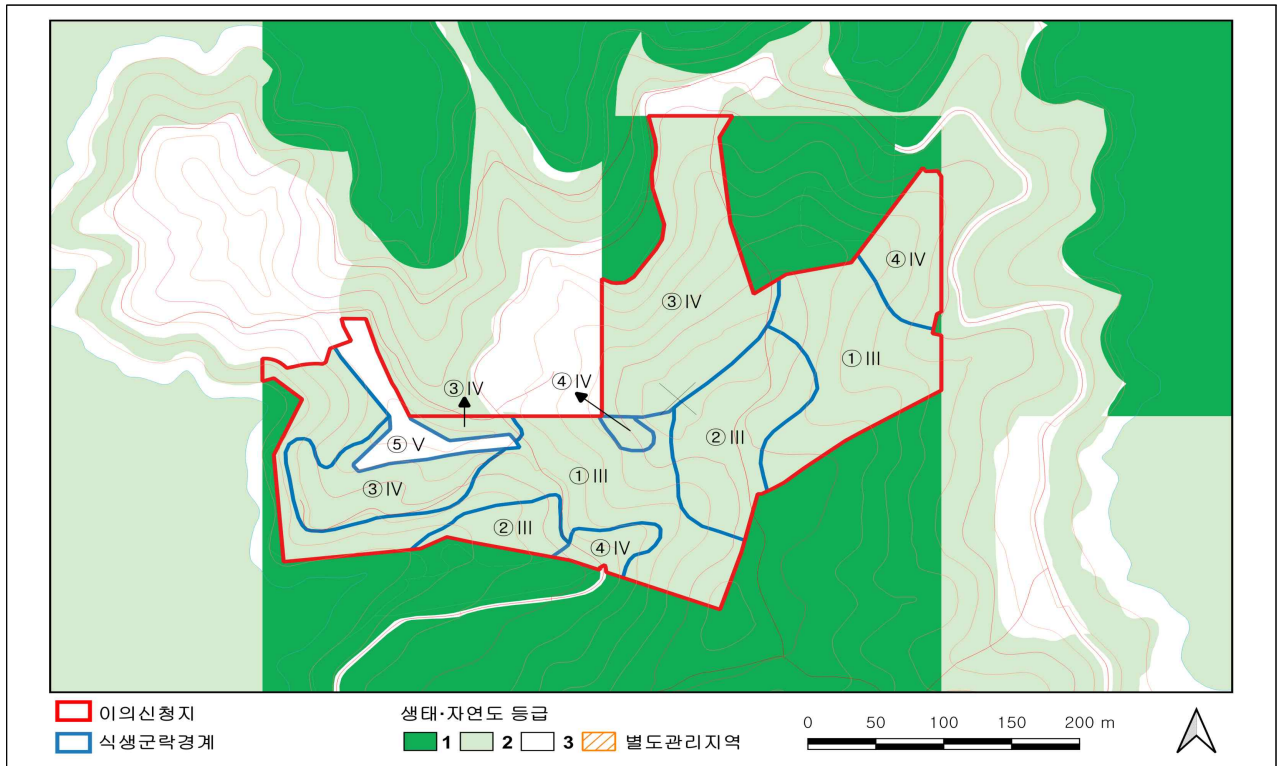 ④ IV
③ IV
① III
③ IV
④ IV
⑤ V
② III
③ IV
① III
② III
④ IV
이의신청지
식생군락경계
생태·자연도 등급
1 2 3 별도관리지역
0 50 100 150 200 m